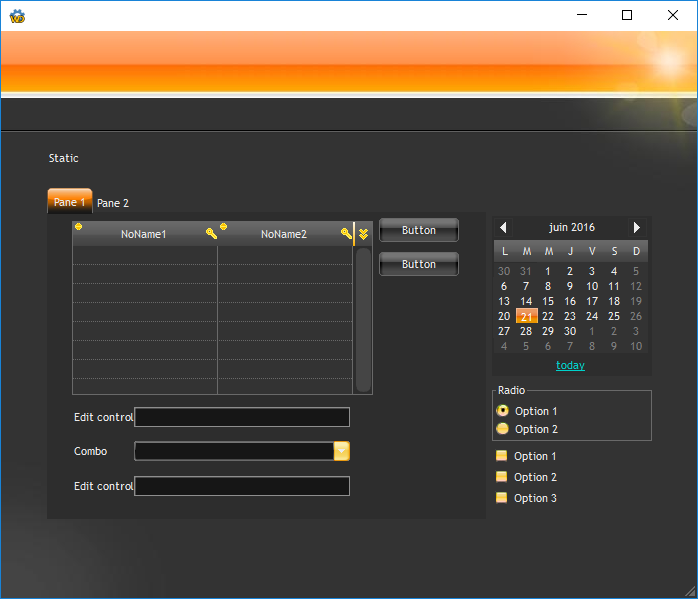 Static
Pane 1 Pane 2
NoName1 NoName2
Button
Button
Edit control
Combo
Edit control
juin 2016
L M M J V S D
30 31 1 2 3 4 5
6 7 8 9 10 11 12
13 14 15 16 17 18 19
20 21 22 23 24 25 26
27 28 29 30 1 2 3
4 5 6 7 8 9 10
today
Radio
Option 1
Option 2
Option 1
Option 2
Option 3